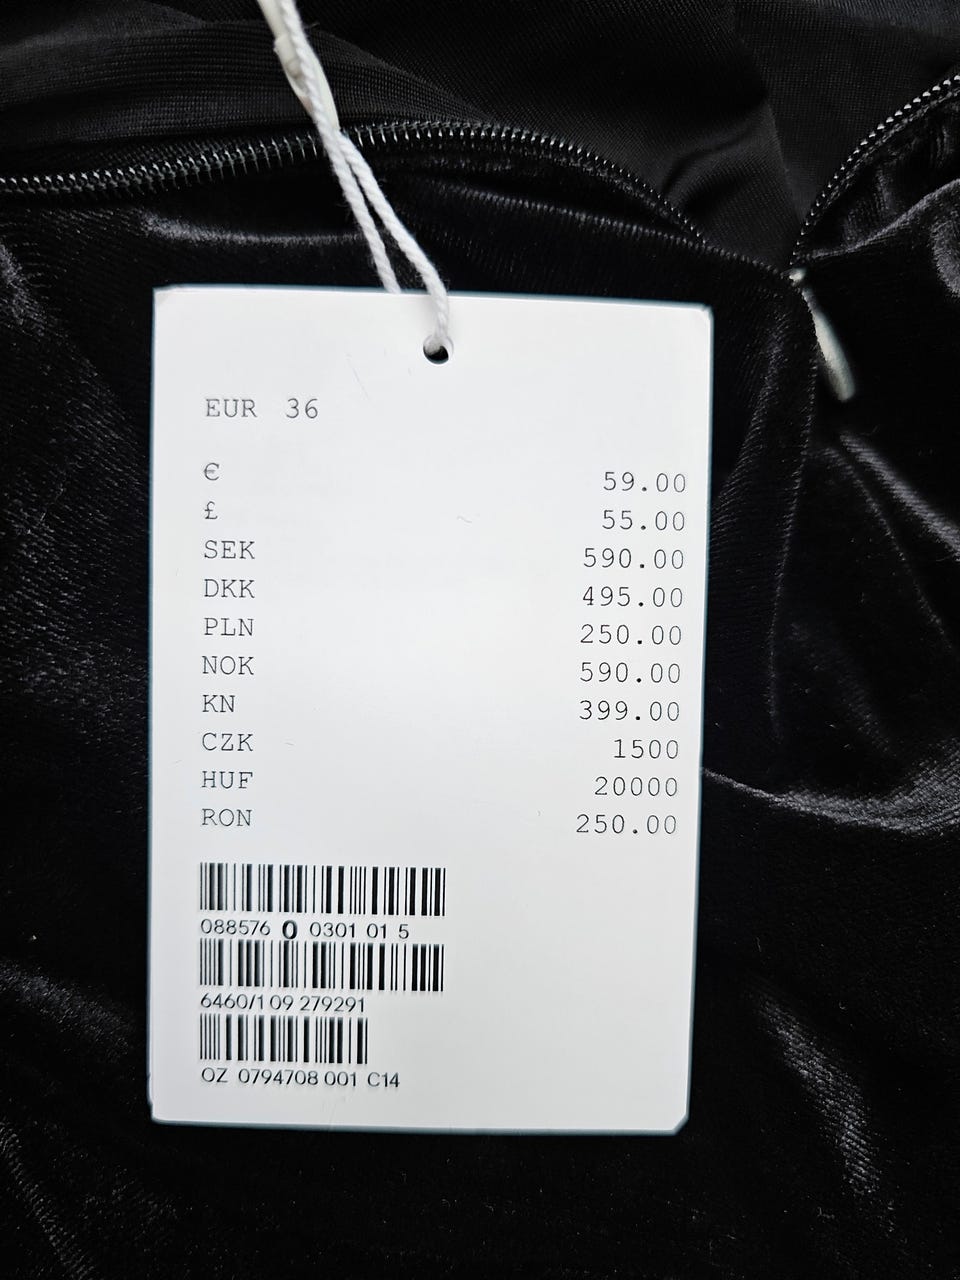 EUR 36
€ 59.00
£ 55.00
SEK 590.00
DKK 495.00
PLN 250.00
NOK 590.00
KN 399.00
CZK 1500
HUF 20000
RON 250.00
088576 0 0301 01 5
6460/1 09 279291
OZ 0794708 001 C14